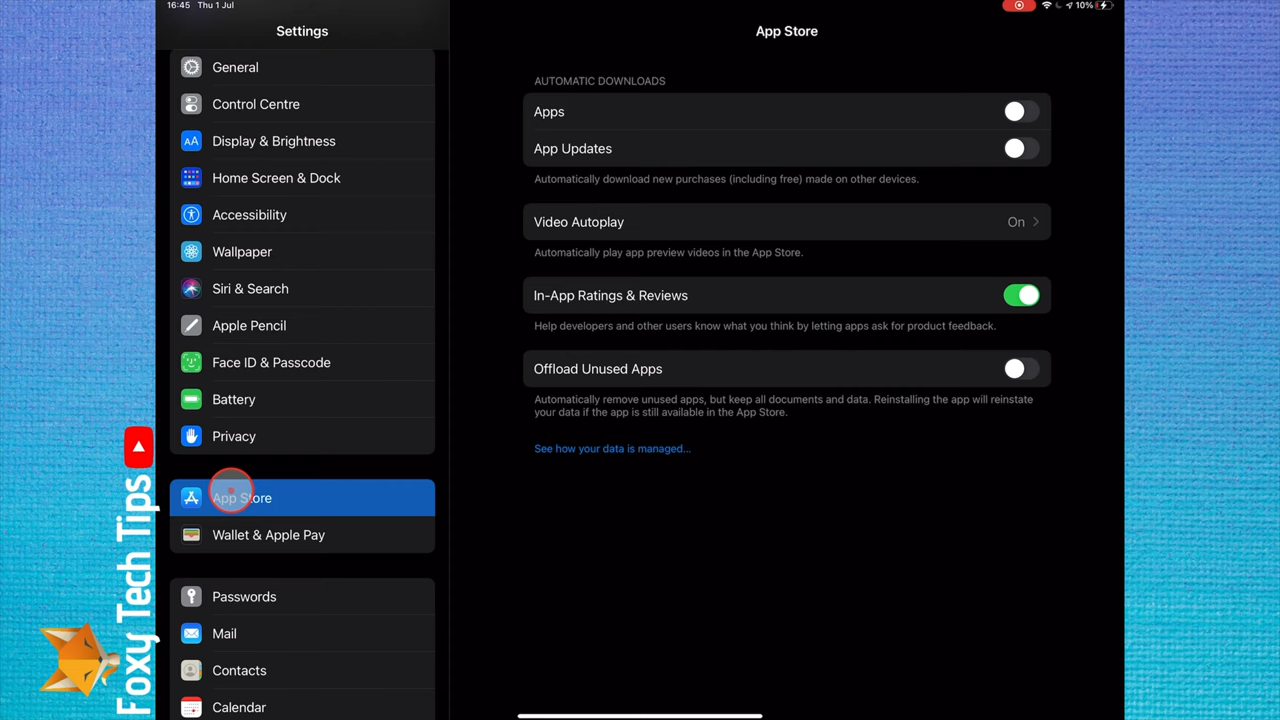 16:45 Thu 1 Jul
10%
Settings
General
Control Centre
AA Display & Brightness
Home Screen & Dock
Accessibility
Wallpaper
Siri & Search
Apple Pencil
Face ID & Passcode
Battery
Privacy
App Store
Wallet & Apple Pay
Passwords
Mail
Contacts
Calendar
App Store
AUTOMATIC DOWNLOADS
Apps
App Updates
Automatically download new purchases (including free) made on other devices.
Video Autoplay On
Automatically play app preview videos in the App Store.
In-App Ratings & Reviews
Help developers and other users know what you think by letting apps ask for product feedback.
Offload Unused Apps
Automatically remove unused apps, but keep all documents and data. Reinstalling the app will reinstate
your data if the app is still available in the App Store.
See how your data is managed...
Foxy Tech Tips